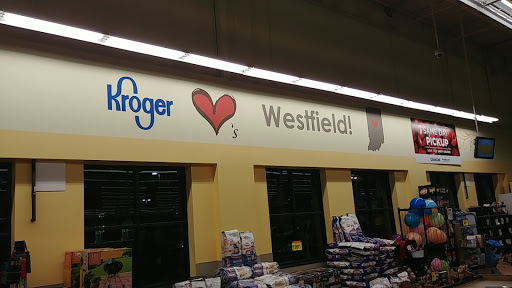 Kroger 's Westfield!
SAME DAY
PICKUP